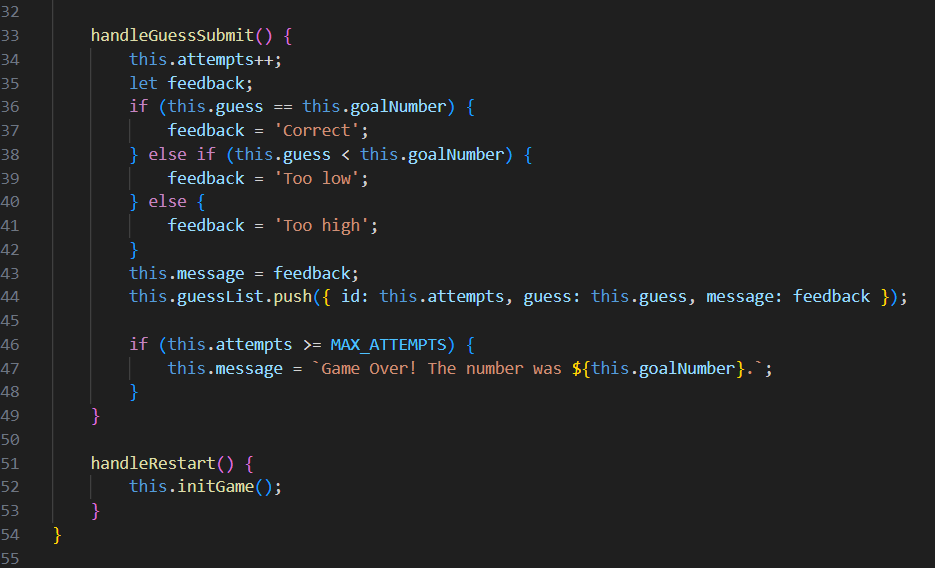 32
33 handleGuessSubmit() {
34 this.attempts++;
35 let feedback;
36 if (this.guess == this.goalNumber) {
37 feedback = 'Correct';
38 } else if (this.guess < this.goalNumber) {
39 feedback = 'Too low';
40 } else {
41 feedback = 'Too high';
42 }
43 this.message = feedback;
44 this.guessList.push({ id: this.attempts, guess: this.guess, message: feedback });
45
46 if (this.attempts >= MAX_ATTEMPTS) {
47 this.message = `Game Over! The number was ${this.goalNumber}.`;
48 }
49 }
50
51 handleRestart() {
52 this.initGame();
53 }
54 }
55